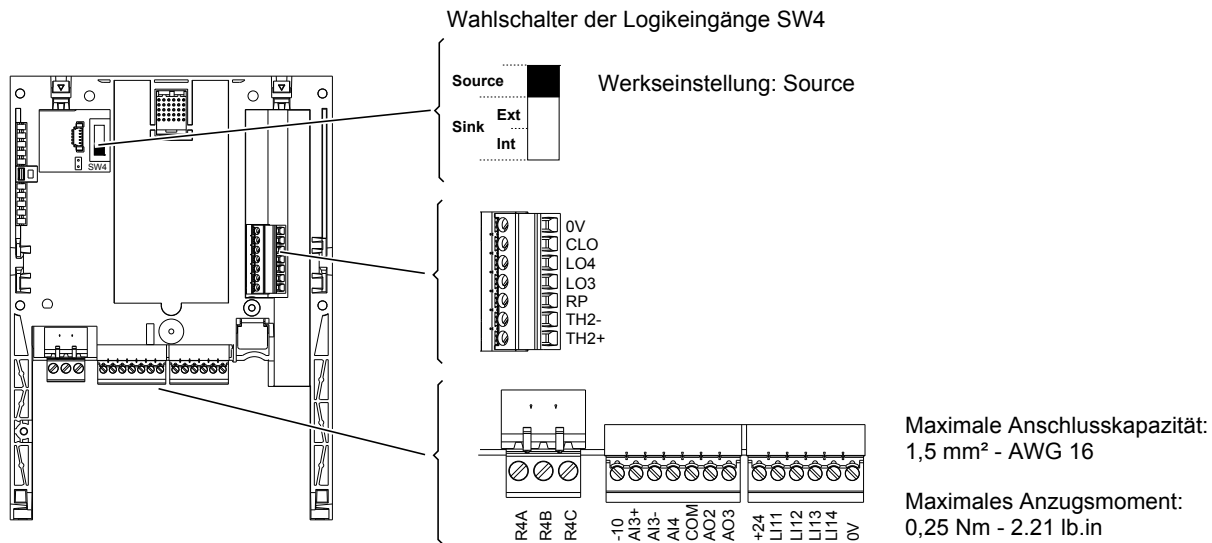 Wahlschalter der Logikeingänge SW4
Source
Werkseinstellung: Source
Sink
Ext
Int
SW4
0V
CLO
LO4
LO3
RP
TH2-
TH2+
Maximale Anschlusskapazität:
1,5 mm² - AWG 16
Maximales Anzugsmoment:
0,25 Nm - 2.21 lb.in
R4A
R4B
R4C
-10
AI3+
AI3-
AI4
COM
AO2
AO3
+24
LI11
LI12
LI13
LI14
0V